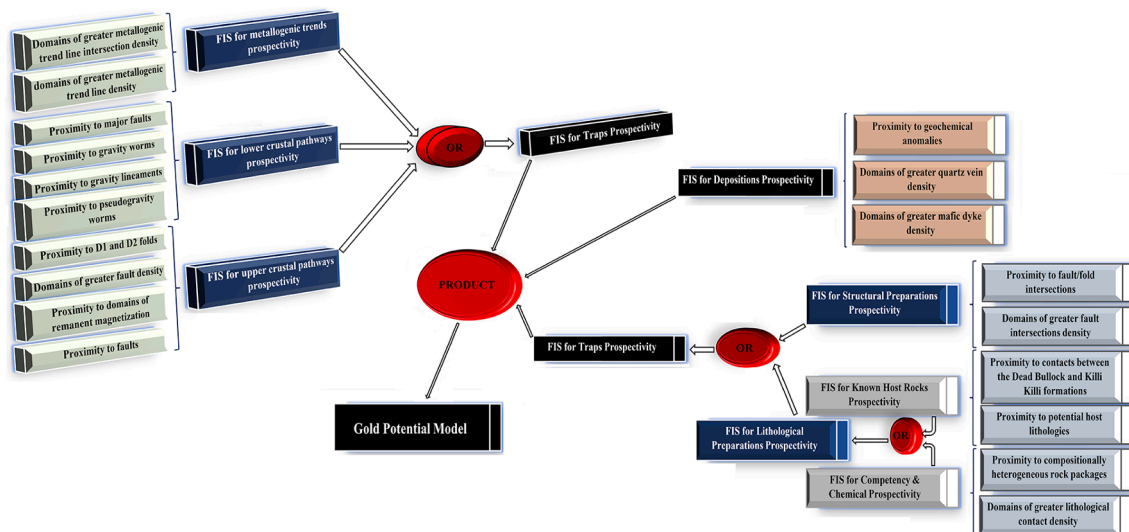 Domains of greater metallogenic
trend line intersection density
domains of greater metallogenic
trend line density
Proximity to major faults
Proximity to gravity worms
Proximity to gravity lineaments
Proximity to pseudogravity
worms
Proximity to D1 and D2 folds
Domains of greater fault density
Proximity to domains of
remanent magnetization
Proximity to faults
FIS for metallogenic trends
prospectivity
FIS for lower crustal pathways
prospectivity
FIS for upper crustal pathways
prospectivity
OR
FIS for Traps Prospectivity
PRODUCT
FIS for Depositions Prospectivity
Proximity to geochemical
anomalies
Domains of greater quartz vein
density
Domains of greater mafic dyke
density
FIS for Traps Prospectivity
OR
FIS for Structural Preparations
Prospectivity
Proximity to fault/fold
intersections
Domains of greater fault
intersections density
Gold Potential Model
FIS for Lithological
Preparations Prospectivity
FIS for Known Host Rocks
Prospectivity
OR
FIS for Competency &
Chemical Prospectivity
Proximity to contacts between
the Dead Bullock and Killi
Killi formations
Proximity to potential host
lithologies
Proximity to compositionally
heterogeneous rock packages
Domains of greater lithological
contact density